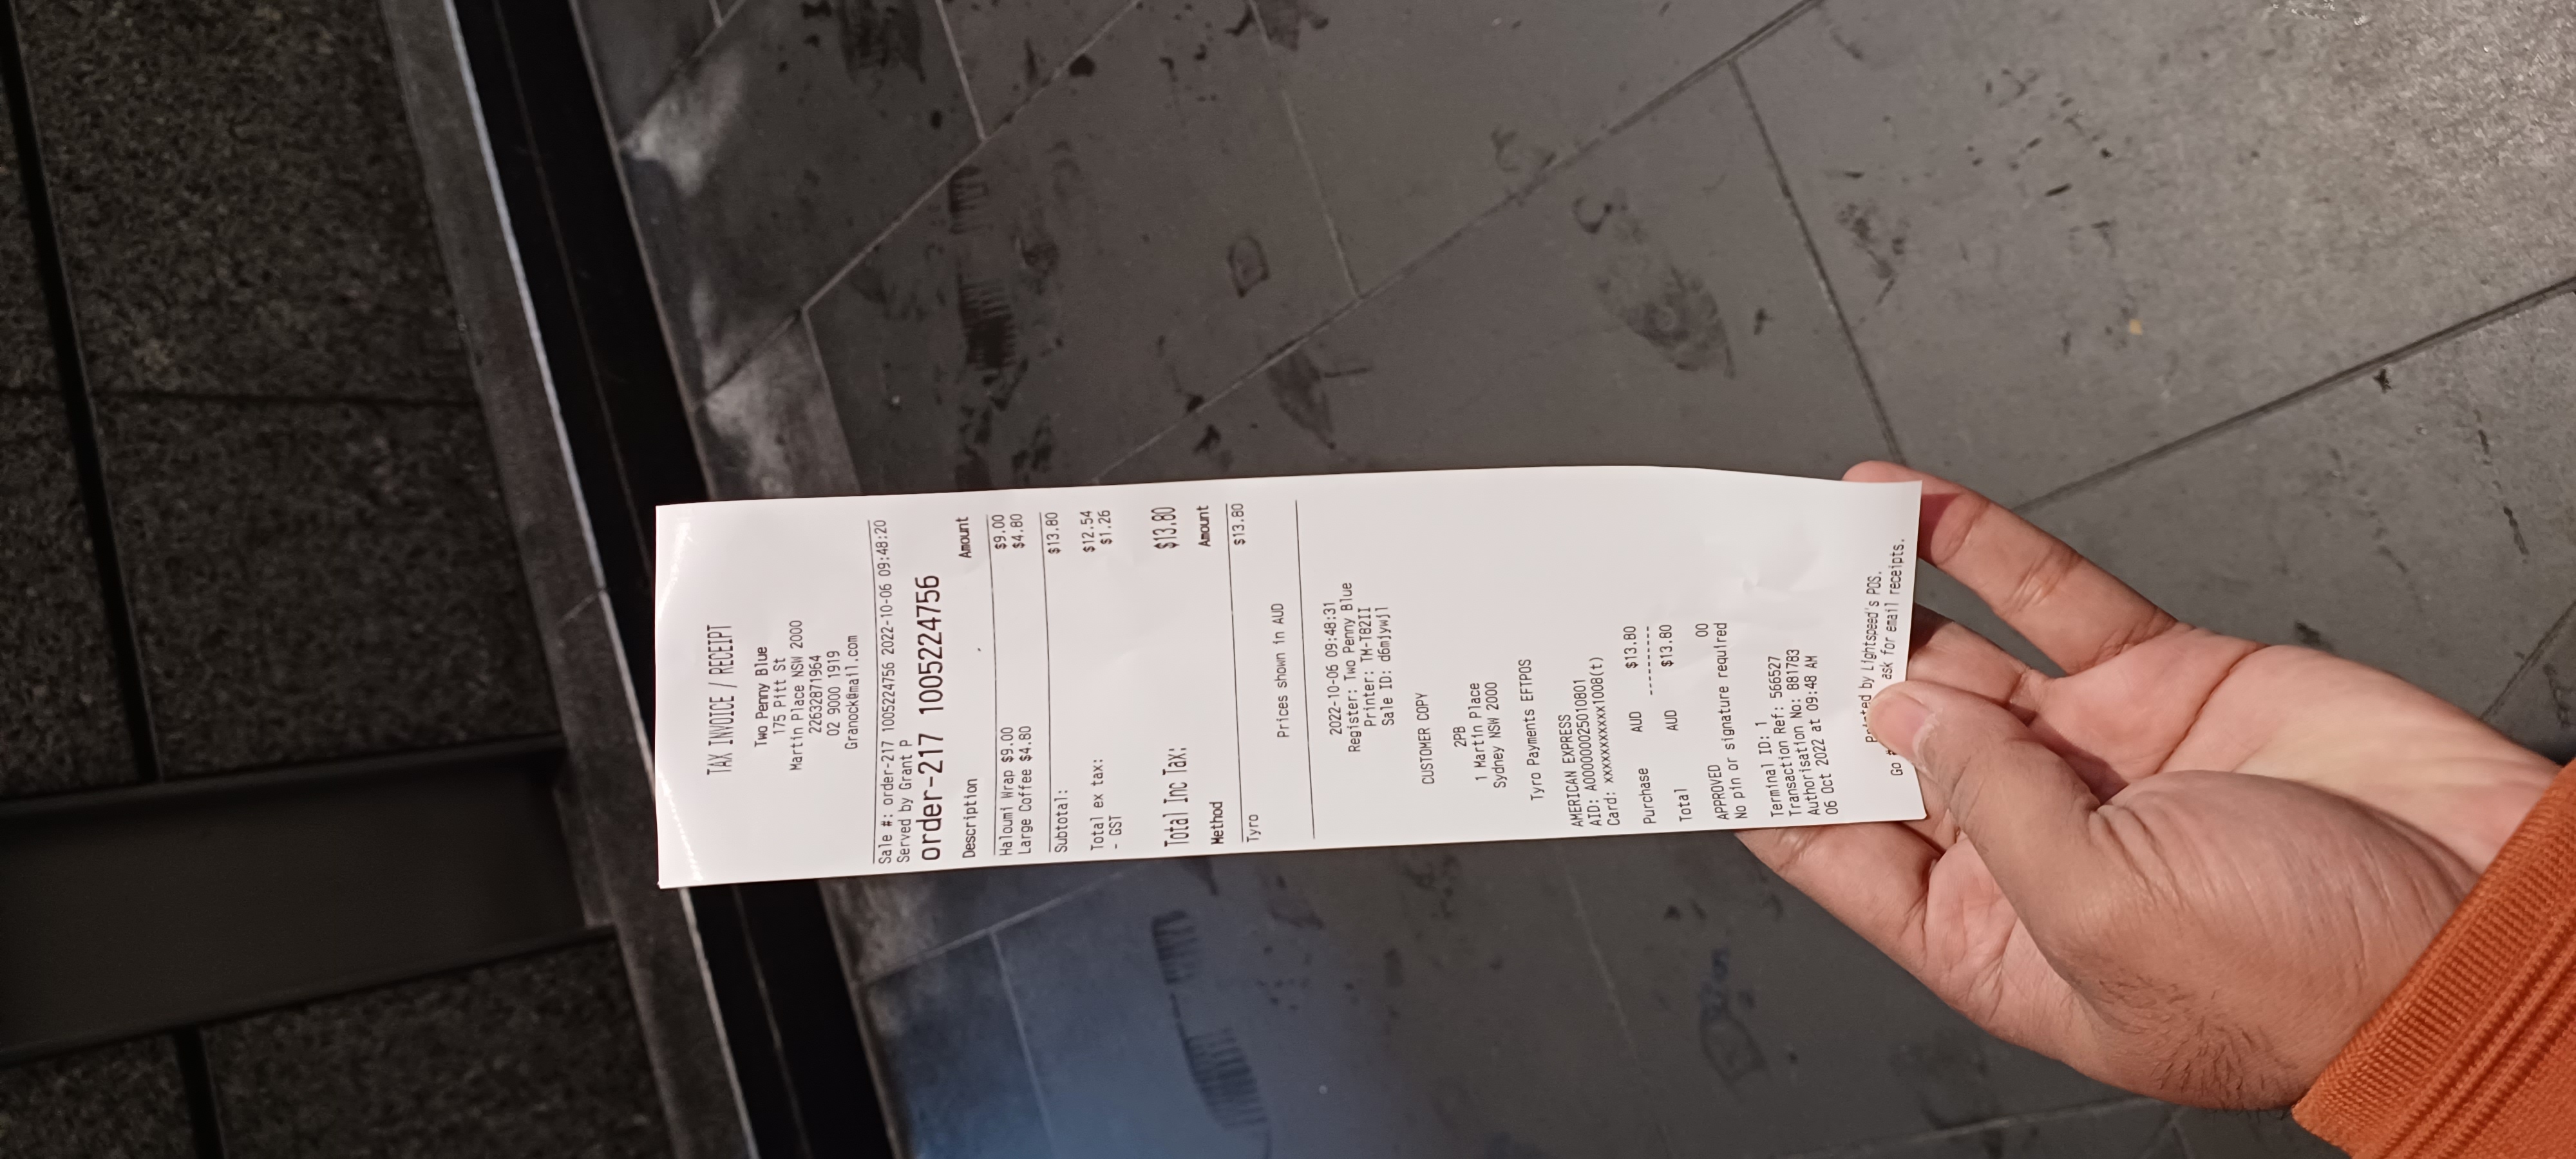 TAX INVOICE / RECEIPT
Two Penny Blue
175 Pitt St
Martin Place NSW 2000
22632871964
02 9000 1919
Granock@mail.com
Sale #: order-217 1005224756 2022-10-06 09:48:20
Served by Grant P
order-217 1005224756
Description Amount
Haloumi Wrap $9.00 $9.00
Large Coffee $4.80 $4.80
Subtotal: $13.80
Total ex tax: $12.54
- GST $1.26
Total Inc Tax: $13.80
Method Amount
Tyro $13.80
Prices shown in AUD
2022-10-06 09:48:31
Register: Two Penny Blue
Printer: TM-T82II
Sale ID: d6mjywjl
CUSTOMER COPY
2PB
1 Martin Place
Sydney NSW 2000
Tyro Payments EFTPOS
AMERICAN EXPRESS
AID: A000000025010801
Card: xxxxxxxxxxx1008(t)
Purchase AUD $13.80
----------
Total AUD $13.80
APPROVED 00
No pin or signature required
Terminal ID: 1
Transaction Ref: 566527
Authorisation No: 881783
06 Oct 2022 at 09:48 AM
Printed by Lightspeed's POS.
Go ask for email receipts.